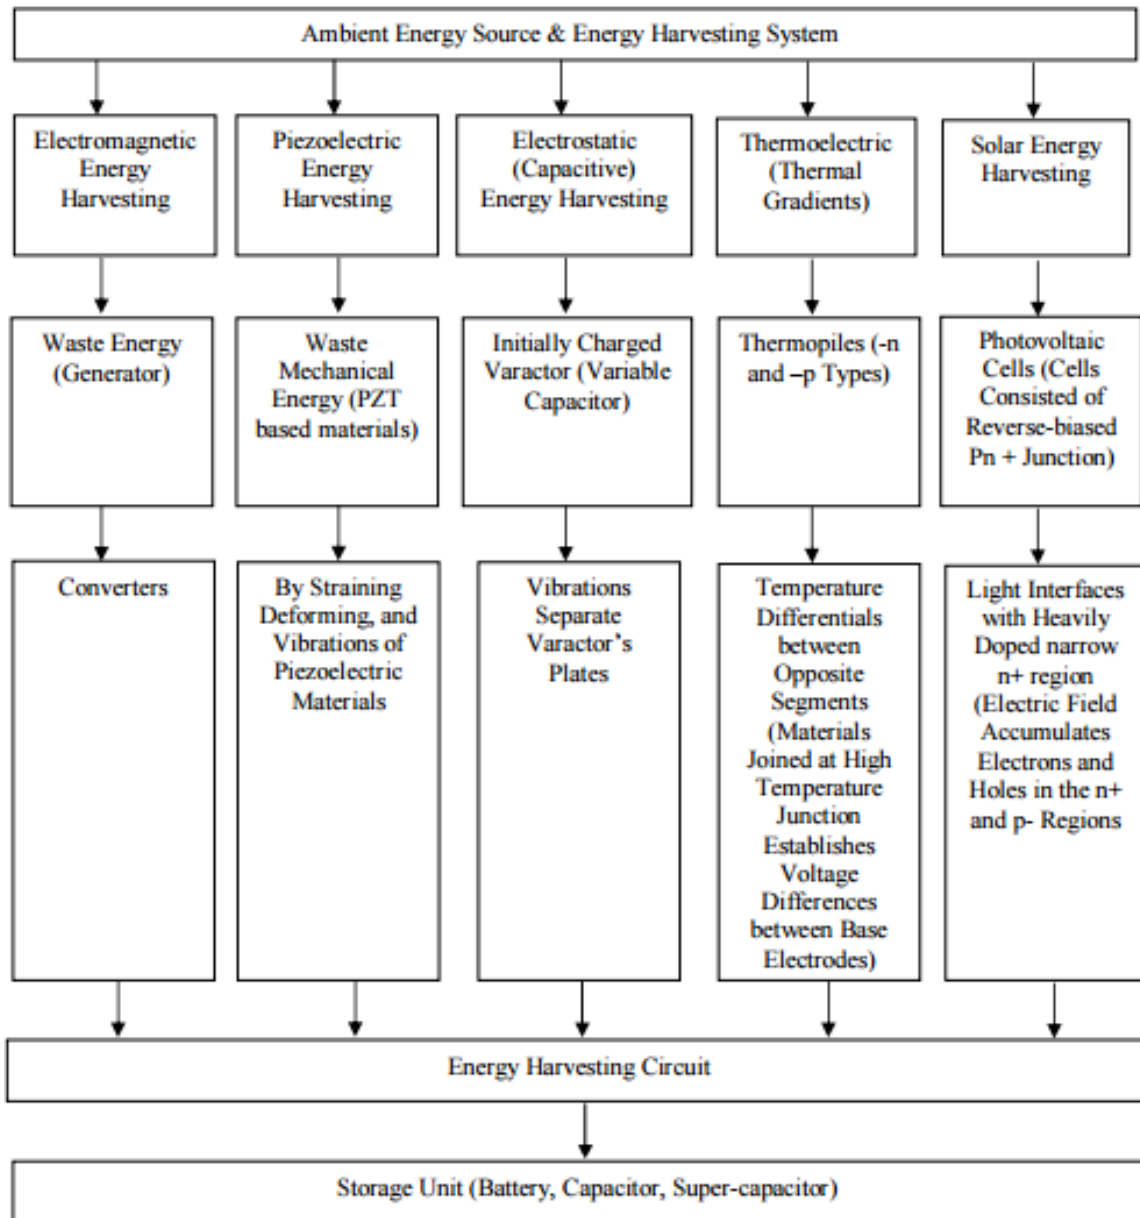 Ambient Energy Source & Energy Harvesting System
Electromagnetic
Energy
Harvesting
Piezoelectric
Energy
Harvesting
Electrostatic
(Capacitive)
Energy Harvesting
Thermoelectric
(Thermal
Gradients)
Solar Energy
Harvesting
Waste Energy
(Generator)
Waste
Mechanical
Energy (PZT
based materials)
Initially Charged
Varactor (Variable
Capacitor)
Thermopiles (-n
and –p Types)
Photovoltaic
Cells (Cells
Consisted of
Reverse-biased
Pn + Junction)
Converters
By Straining
Deforming, and
Vibrations of
Piezoelectric
Materials
Vibrations
Separate
Varactor’s
Plates
Temperature
Differentials
between
Opposite
Segments
(Materials
Joined at High
Temperature
Junction
Establishes
Voltage
Differences
between Base
Electrodes)
Light Interfaces
with Heavily
Doped narrow
n+ region
(Electric Field
Accumulates
Electrons and
Holes in the n+
and p- Regions
Energy Harvesting Circuit
Storage Unit (Battery, Capacitor, Super-capacitor)